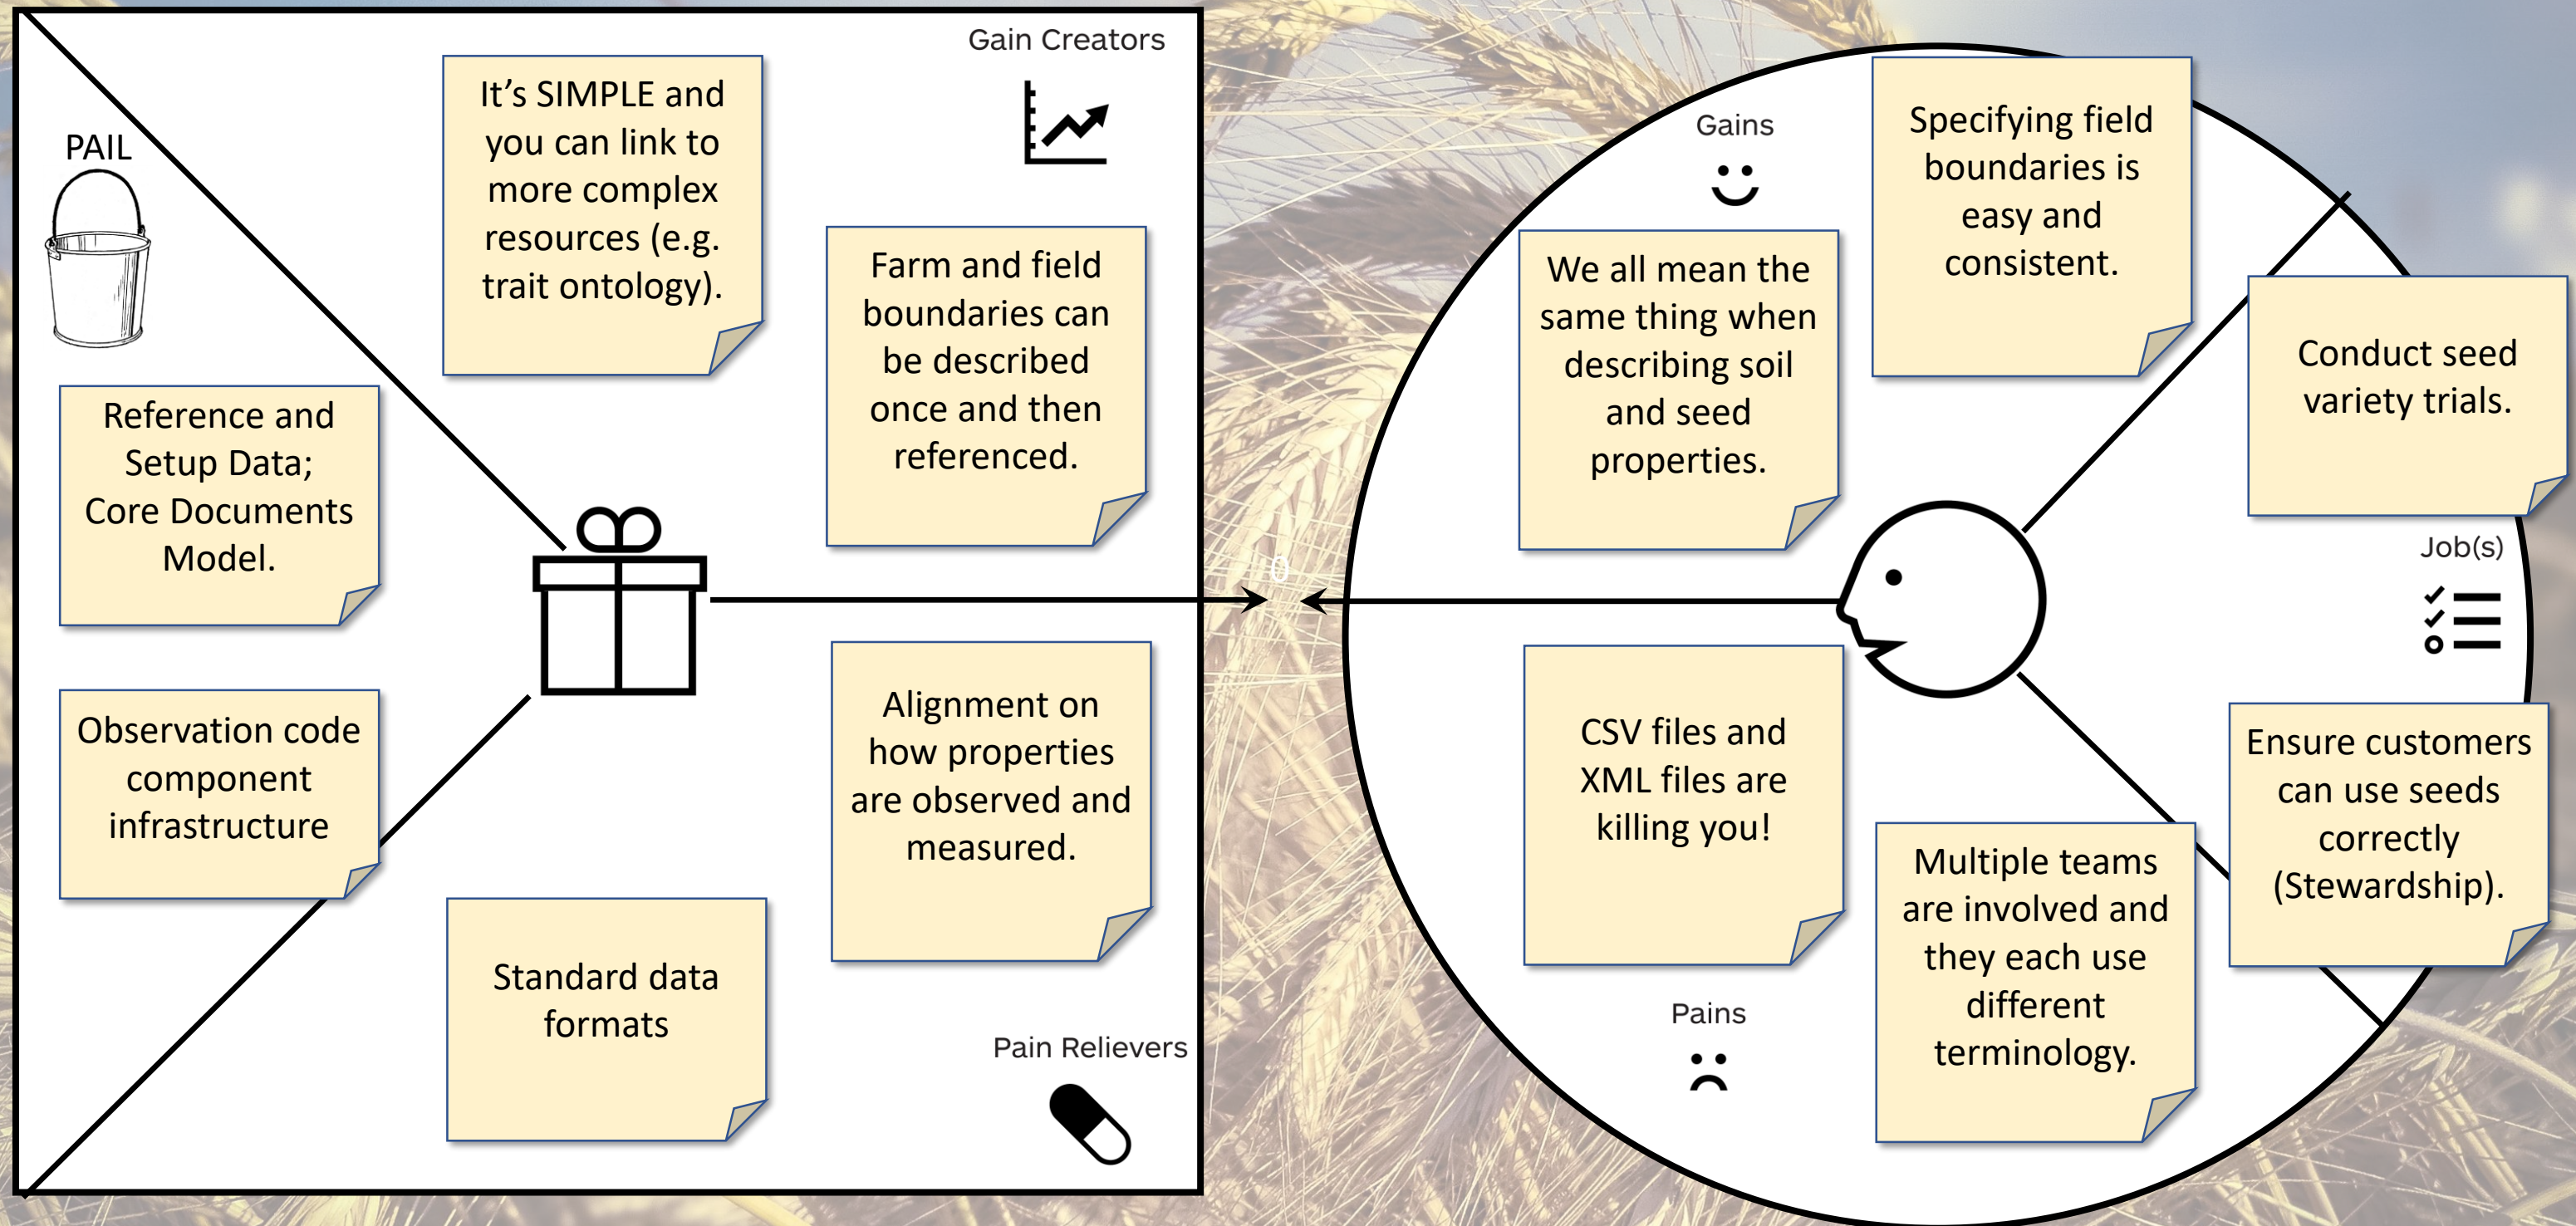 PAIL
Reference and
Setup Data;
Core Documents
Model.
Observation code
component
infrastructure
Gain Creators
It’s SIMPLE and
you can link to
more complex
resources (e.g.
trait ontology).
Farm and field
boundaries can
be described
once and then
referenced.
Alignment on
how properties
are observed and
measured.
Standard data
formats
Pain Relievers
0
Gains
Specifying field
boundaries is
easy and
consistent.
We all mean the
same thing when
describing soil
and seed
properties.
Conduct seed
variety trials.
Job(s)
Ensure customers
can use seeds
correctly
(Stewardship).
CSV files and
XML files are
killing you!
Multiple teams
are involved and
they each use
different
terminology.
Pains